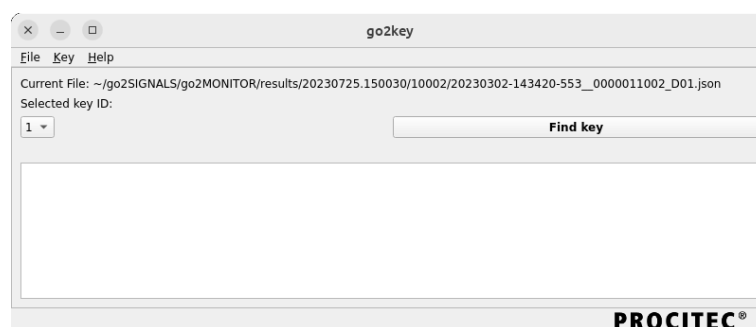 go2key
File Key Help
Current File: ~/go2SIGNALS/go2MONITOR/results/20230725.150030/10002/20230302-143420-553__0000011002_D01.json
Selected key ID:
1 Find key
PROCITEC®